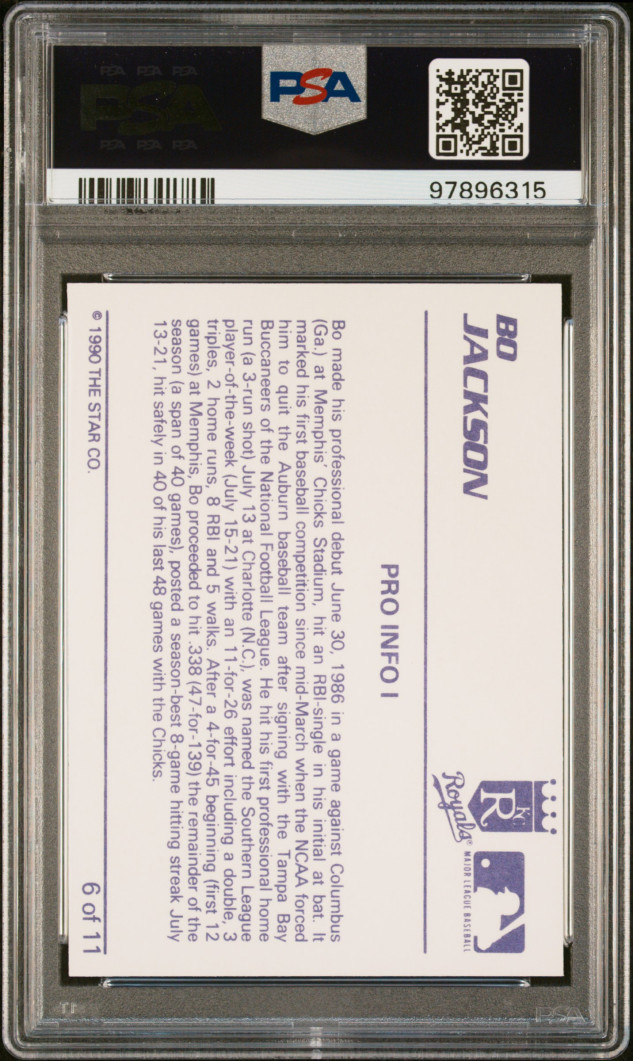 PSA PSA PSA
PSA
PSA PSA PSA
PSA
97896315
BO
JACKSON
K.C.
R
Royals®
MAJOR LEAGUE BASEBALL
PRO INFO I
Bo made his professional debut June 30, 1986 in a game against Columbus
(Ga.) at Memphis' Chicks Stadium, hit an RBI-single in his initial at bat. It
marked his first baseball competition since mid-March when the NCAA forced
him to quit the Auburn baseball team after signing with the Tampa Bay
Buccaneers of the National Football League. He hit his first professional home
run (a 3-run shot) July 13 at Charlotte (N.C.), was named the Southern League
player-of-the-week (July 15-21) with an 11-for-26 effort including a double, 3
triples, 2 home runs, 8 RBI and 5 walks. After a 4-for-45 beginning (first 12
games) at Memphis, Bo proceeded to hit .338 (47-for-139) the remainder of the
season (a span of 40 games), posted a season-best 8-game hitting streak July
13-21, hit safely in 40 of his last 48 games with the Chicks.
© 1990 THE STAR CO.
6 of 11
PSA